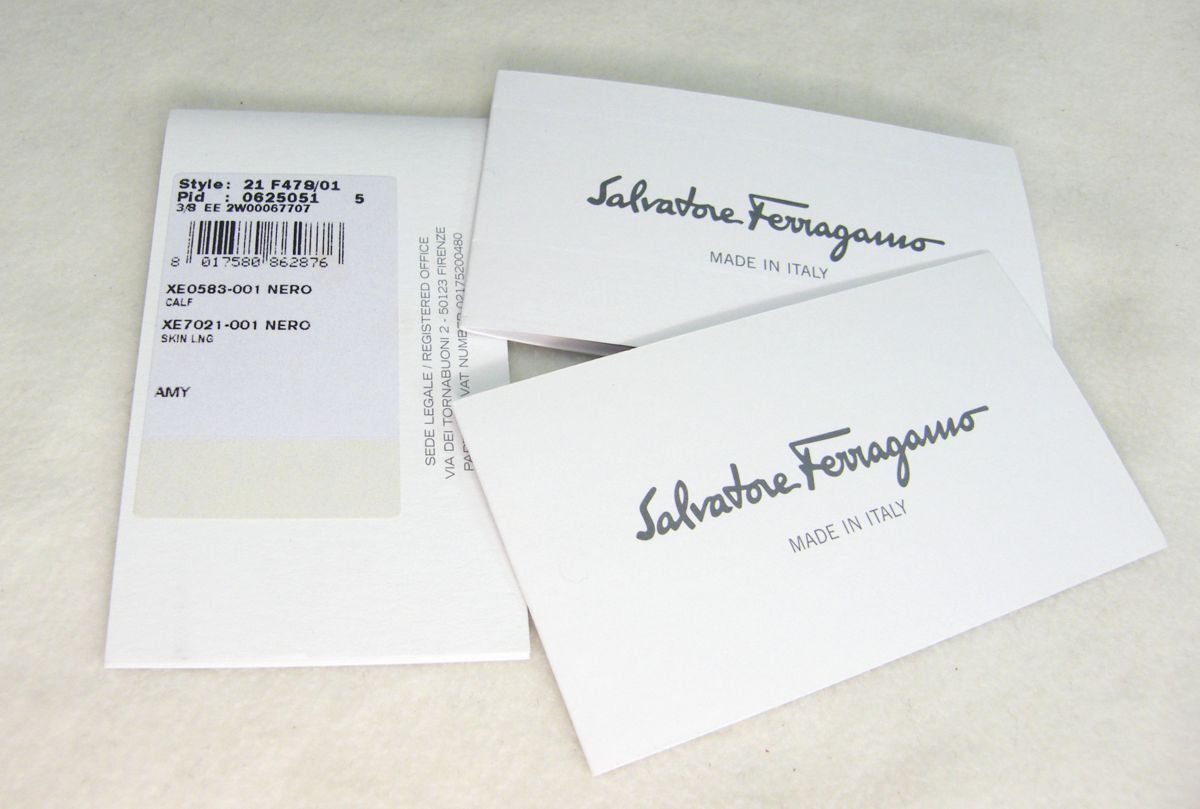 Style: 21 F478/01
Pid : 0625051 5
3/8 EE 2W00067707
8 017580 862876
XE0583-001 NERO
CALF
XE7021-001 NERO
SKIN LNG
AMY
SEDE LEGALE / REGISTERED OFFICE
VIA DEI TORNABUONI 2 - 50123 FIRENZE
VAT NUMBER 02175200480
Salvatore Ferragamo
MADE IN ITALY
Salvatore Ferragamo
MADE IN ITALY